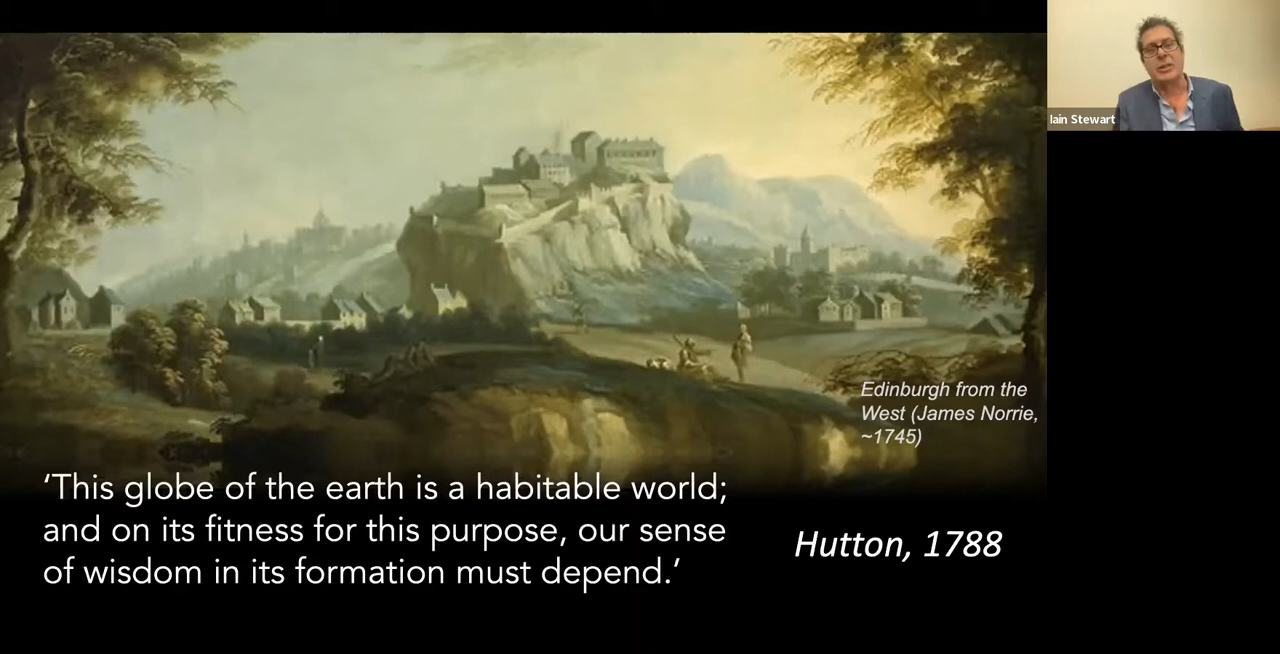 Iain Stewart
Edinburgh from the
West (James Norrie,
~1745)
‘This globe of the earth is a habitable world;
and on its fitness for this purpose, our sense
of wisdom in its formation must depend.’
Hutton, 1788